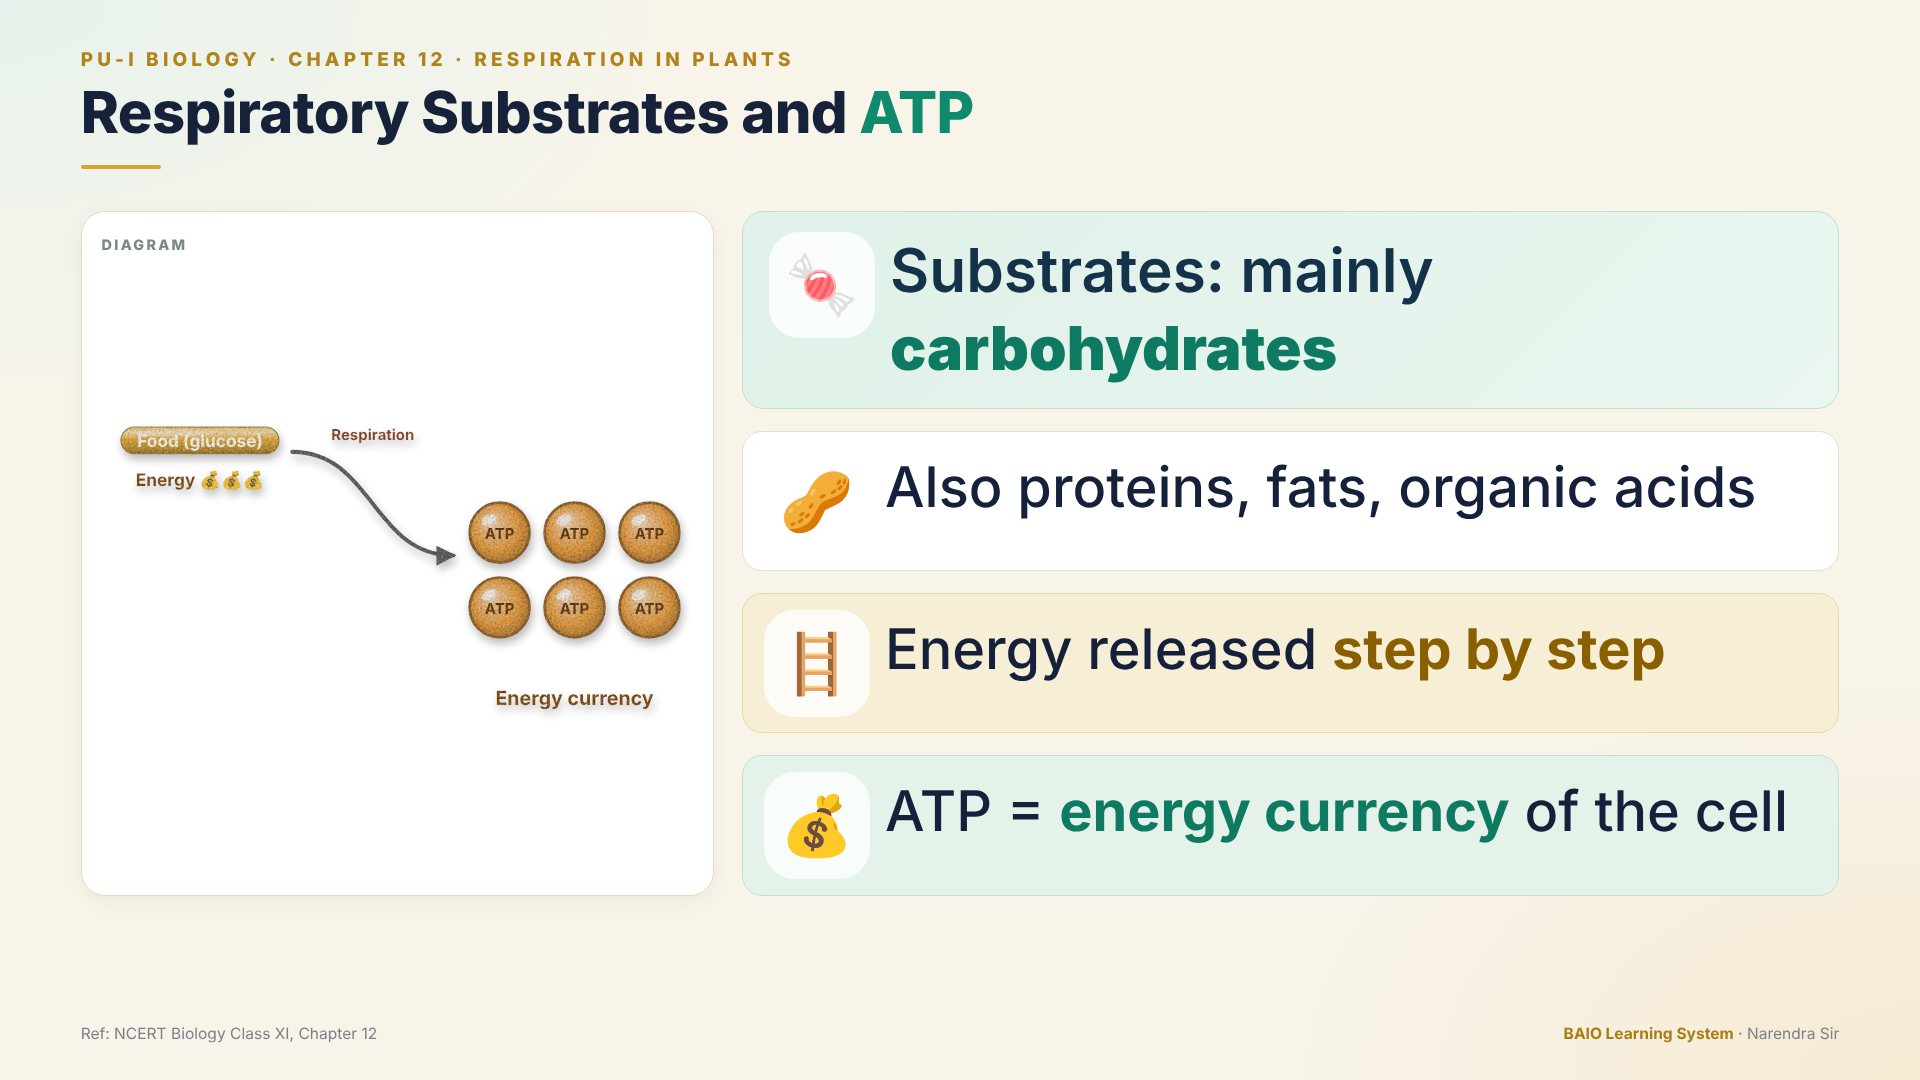 PU-I BIOLOGY · CHAPTER 12 · RESPIRATION IN PLANTS
Respiratory Substrates and ATP
DIAGRAM
Food (glucose)
Energy
Respiration
ATP ATP ATP
ATP ATP ATP
Energy currency
Substrates: mainly
carbohydrates
Also proteins, fats, organic acids
Energy released step by step
ATP = energy currency of the cell
Ref: NCERT Biology Class XI, Chapter 12
BAIO Learning System · Narendra Sir